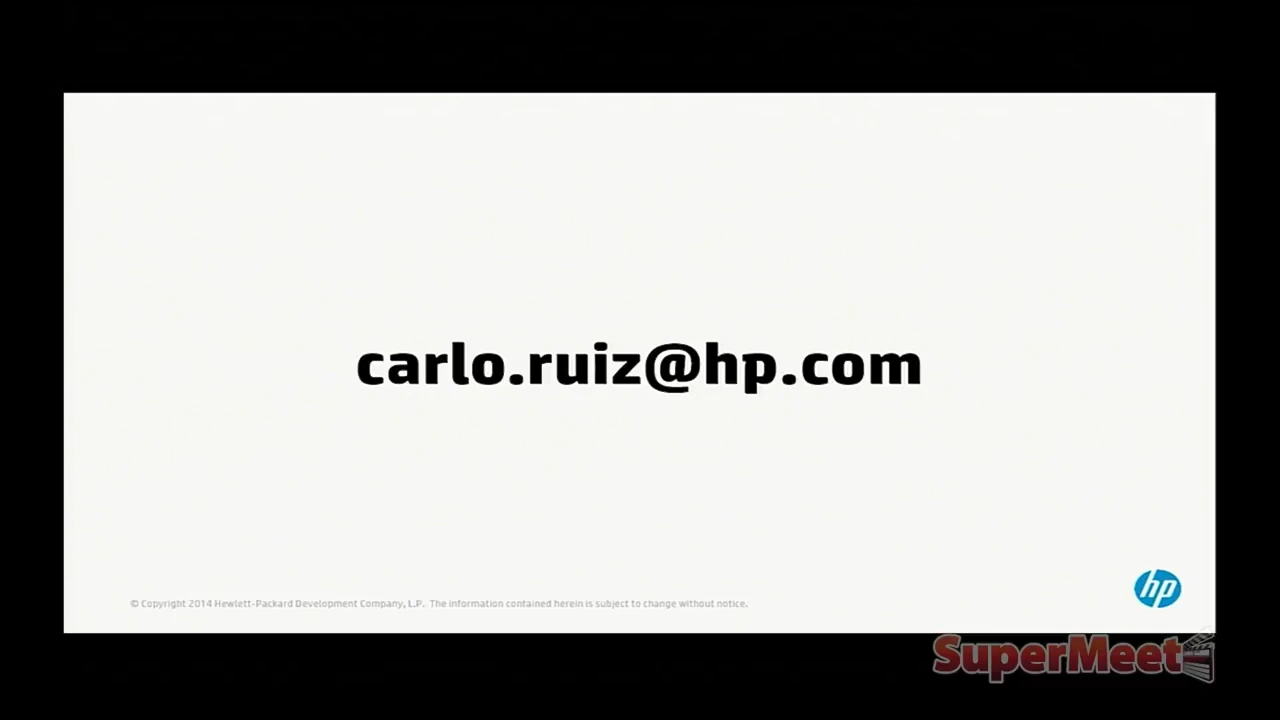 carlo.ruiz@hp.com
© Copyright 2014 Hewlett-Packard Development Company, L.P. The information contained herein is subject to change without notice.
hp
SuperMeet